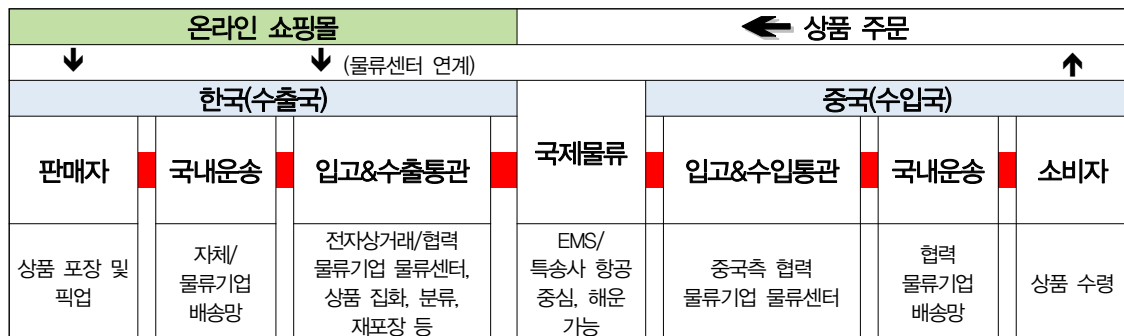 온라인 쇼핑몰
상품 주문
(물류센터 연계)
한국(수출국)
중국(수입국)
판매자
국내운송
입고&수출통관
국제물류
입고&수입통관
국내운송
소비자
상품 포장 및
픽업
자체/
물류기업
배송망
전자상거래/협력
물류기업 물류센터,
상품 집화, 분류,
재포장 등
EMS/
특송사 항공
중심, 해운
가능
중국측 협력
물류기업 물류센터
협력
물류기업
배송망
상품 수령